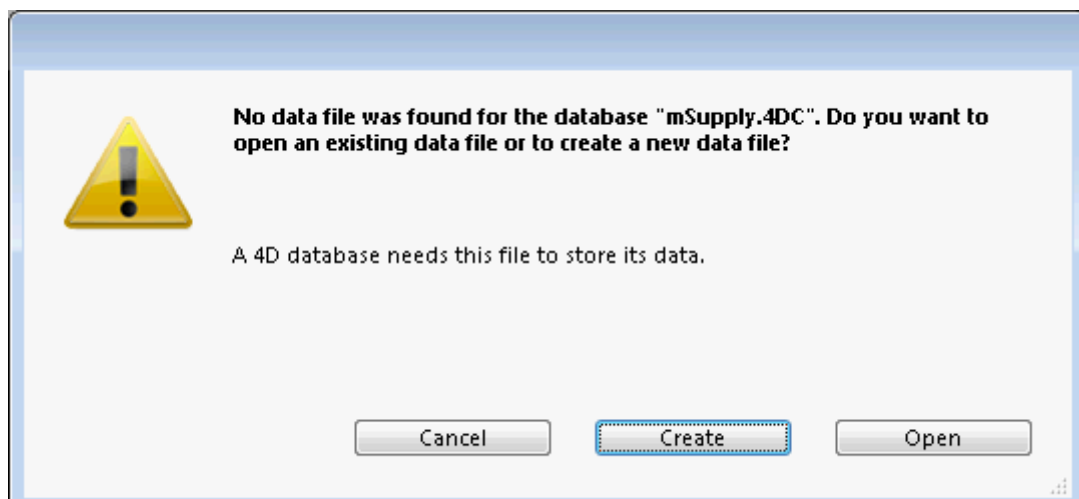 No data file was found for the database "mSupply.4DC". Do you want to
open an existing data file or to create a new data file?
A 4D database needs this file to store its data.
Cancel Create Open